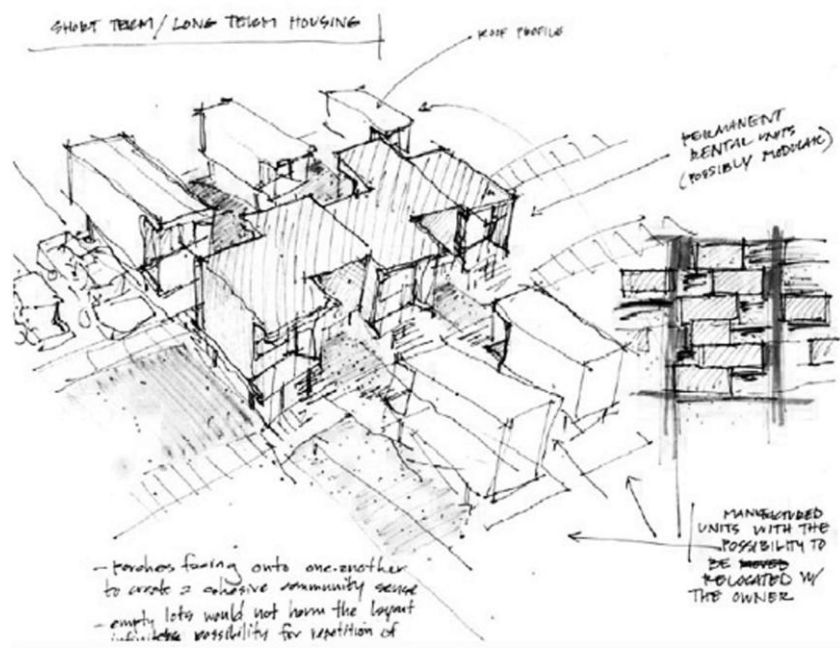 SHORT TERM/LONG TERM HOUSING
ROOF PROFILE
PERMANENT
RENTAL UNITS
(POSSIBLY MODULAR)
MANUFACTURED
UNITS WITH THE
POSSIBILITY TO
BE MOVED
RELOCATED W/
THE OWNER
- Porches facing onto one another
to create a cohesive community sense
- empty lots would not harm the layout
infinite possibility for repetition of